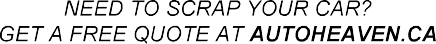 NEED TO SCRAP YOUR CAR?
GET A FREE QUOTE AT AUTOHEAVEN.CA